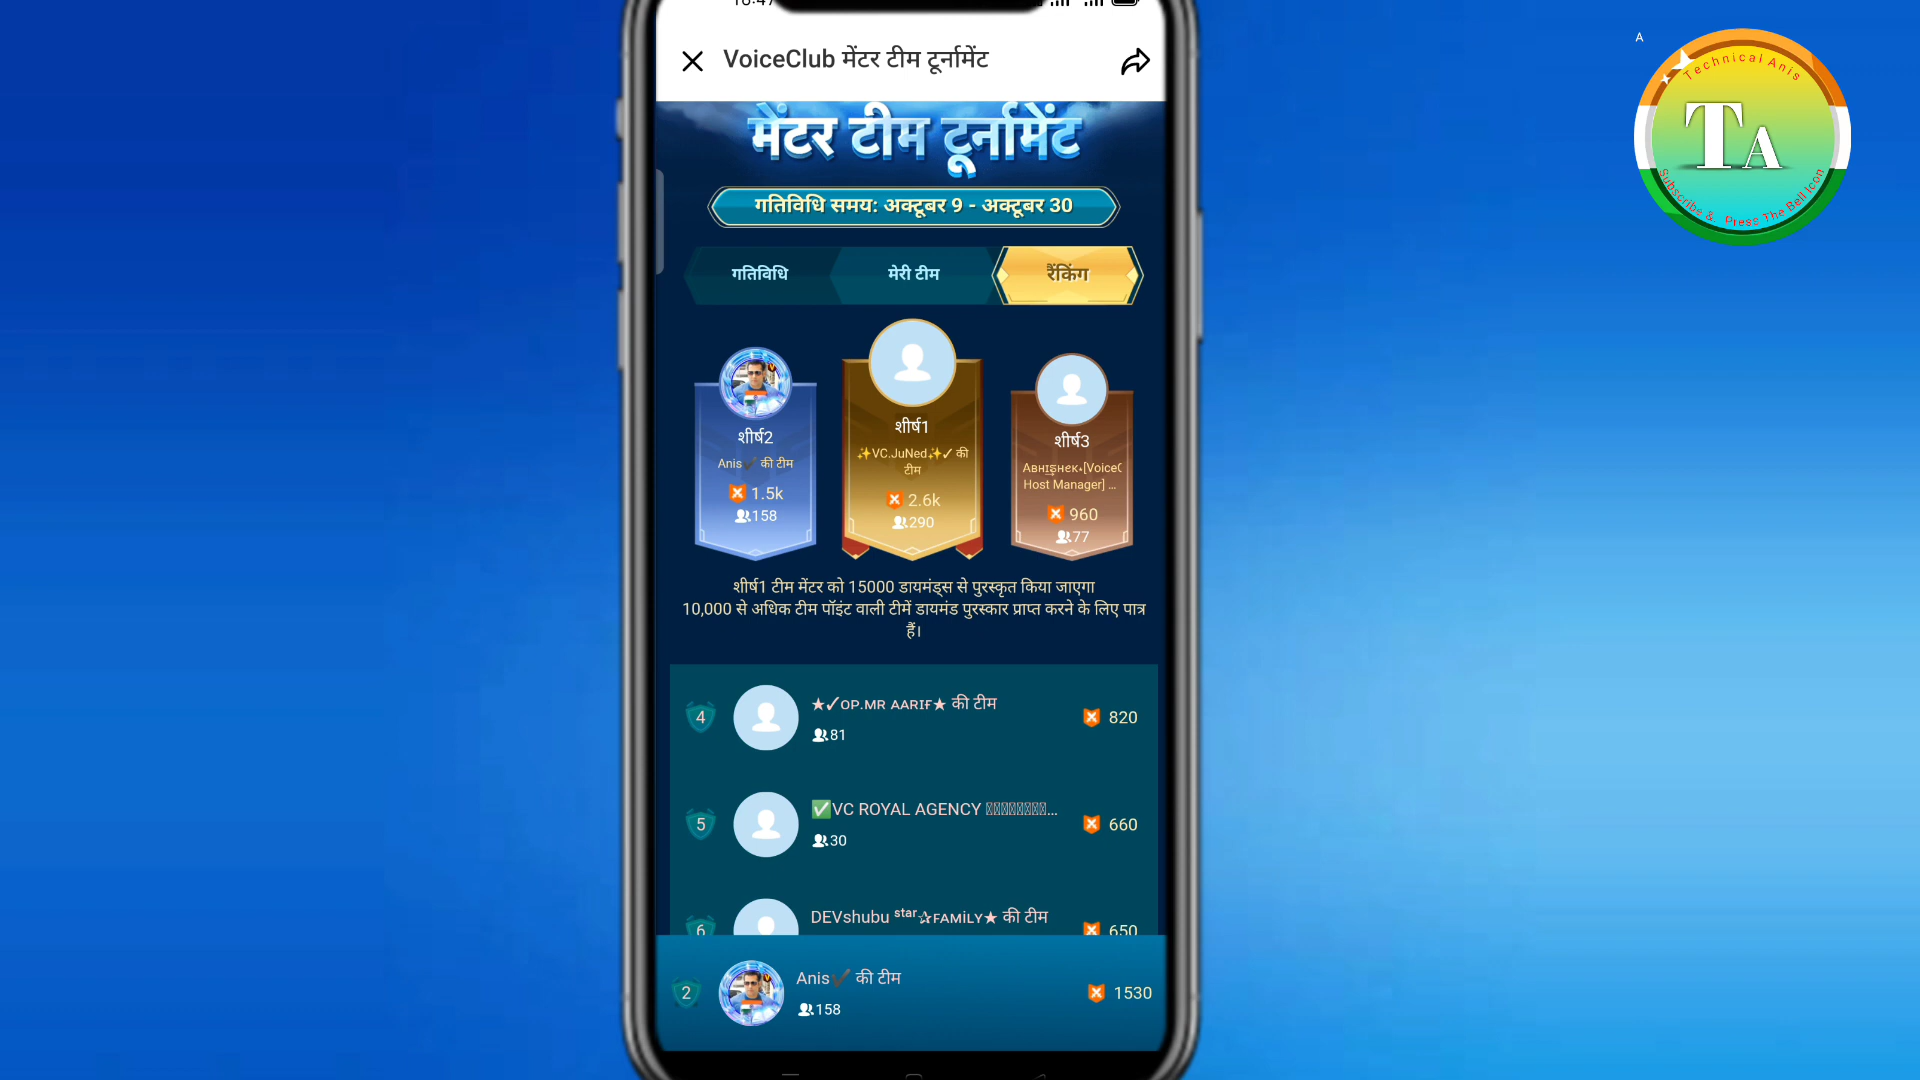 VoiceClub मेंटर टीम टूर्नामेंट
मेंटर टीम टूर्नामेंट
गतिविधि समय: अक्टूबर 9 - अक्टूबर 30
गतिविधि
मेरी टीम
रैंकिंग
शीर्ष2
Anis✔ की टीम
1.5k
158
शीर्ष1
✨VC.JuNed✨✓ की
टीम
2.6k
290
शीर्ष3
Host Manager] ...
960
77
शीर्ष1 टीम मेंटर को 15000 डायमंड्स से पुरस्कृत किया जाएगा
10,000 से अधिक टीम पॉइंट वाली टीमें डायमंड पुरस्कार प्राप्त करने के लिए पात्र
हैं।
4
★✓OP.MR AARIF★ की टीम
81
820
5
✅VC ROYAL AGENCY
30
660
6
DEVshubu star☆FAMILY★ की टीम
650
2
Anis✔ की टीम
158
1530
A
Technical Anis
TA
Subscribe & Press The Bell Icon